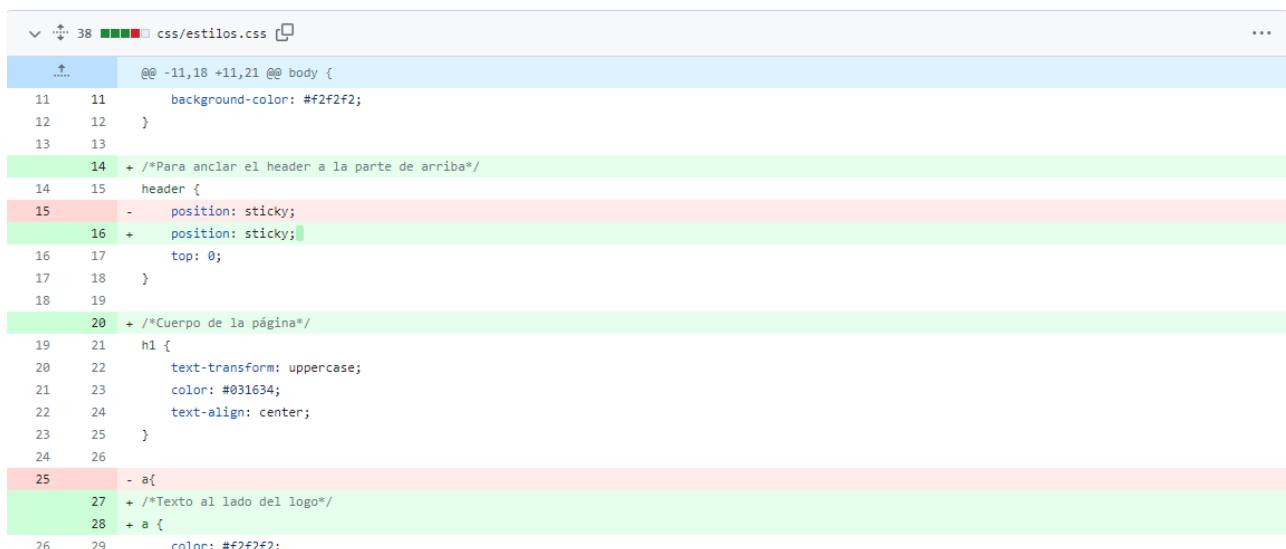 38 css/estilos.css
@@ -11,18 +11,21 @@ body {
11 11 background-color: #f2f2f2;
12 12 }
13 13
14 + /*Para anclar el header a la parte de arriba*/
14 15 header {
15 - position: sticky;
16 + position: sticky;
16 17 top: 0;
17 18 }
18 19
20 + /*Cuerpo de la página*/
19 21 h1 {
20 22 text-transform: uppercase;
21 23 color: #031634;
22 24 text-align: center;
23 25 }
24 26
25 - a{
27 + /*Texto al lado del logo*/
28 + a {
26 29 color: #f2f2f2;